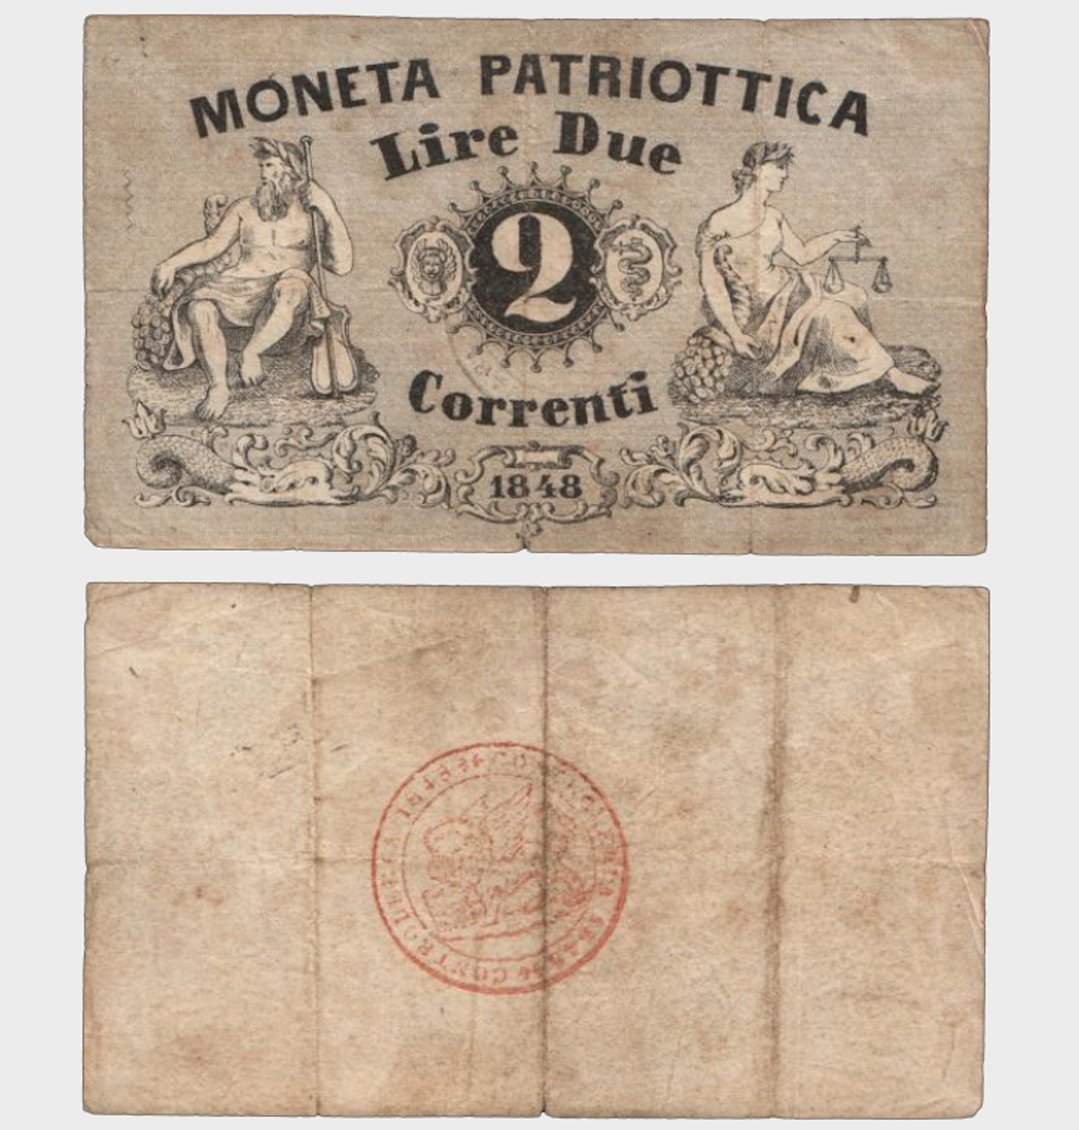 MONETA PATRIOTTICA
Lire Due
2
Correnti
1848